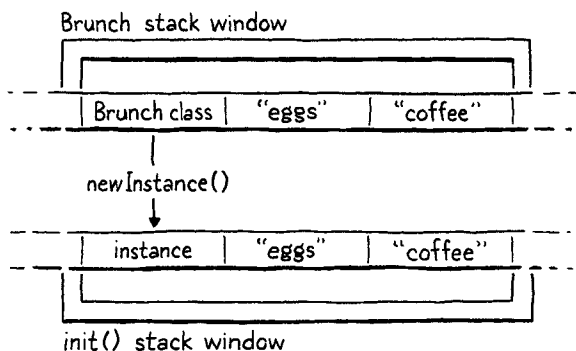 Brunch stack window
Brunch class “eggs” “coffee”
newInstance()
instance “eggs” “coffee”
init() stack window